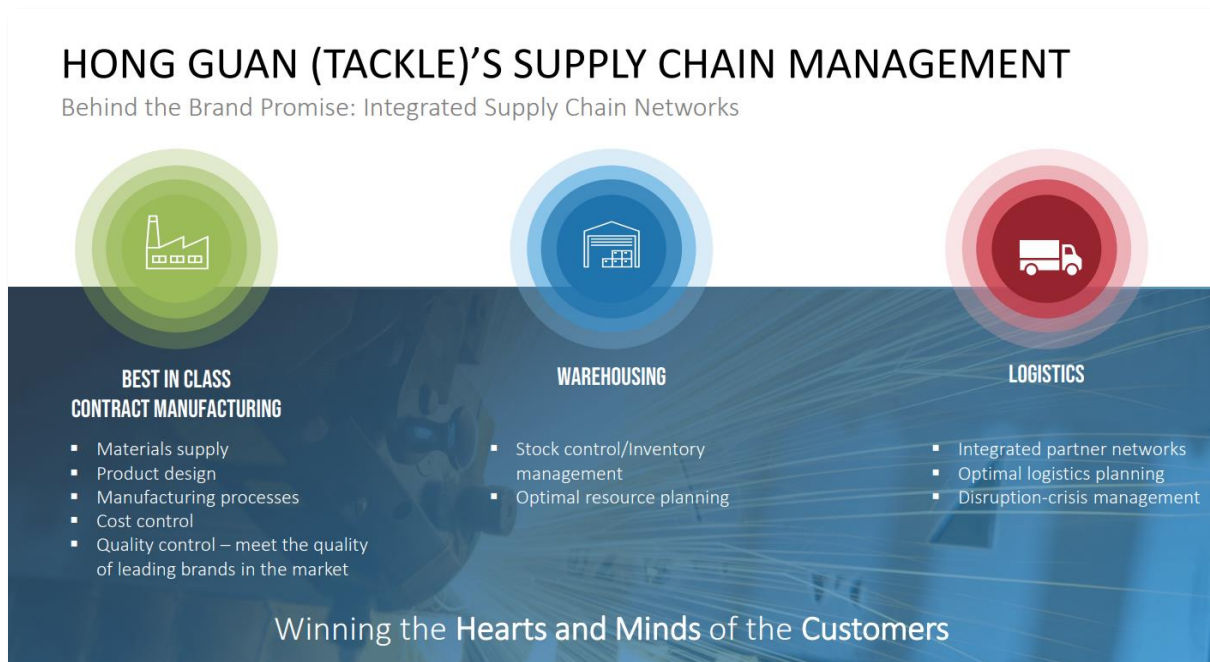 HONG GUAN (TACKLE)'S SUPPLY CHAIN MANAGEMENT
Behind the Brand Promise: Integrated Supply Chain Networks
BEST IN CLASS
CONTRACT MANUFACTURING
▪ Materials supply
▪ Product design
▪ Manufacturing processes
▪ Cost control
▪ Quality control – meet the quality
of leading brands in the market
WAREHOUSING
▪ Stock control/Inventory
management
▪ Optimal resource planning
LOGISTICS
▪ Integrated partner networks
▪ Optimal logistics planning
▪ Disruption-crisis management
Winning the Hearts and Minds of the Customers